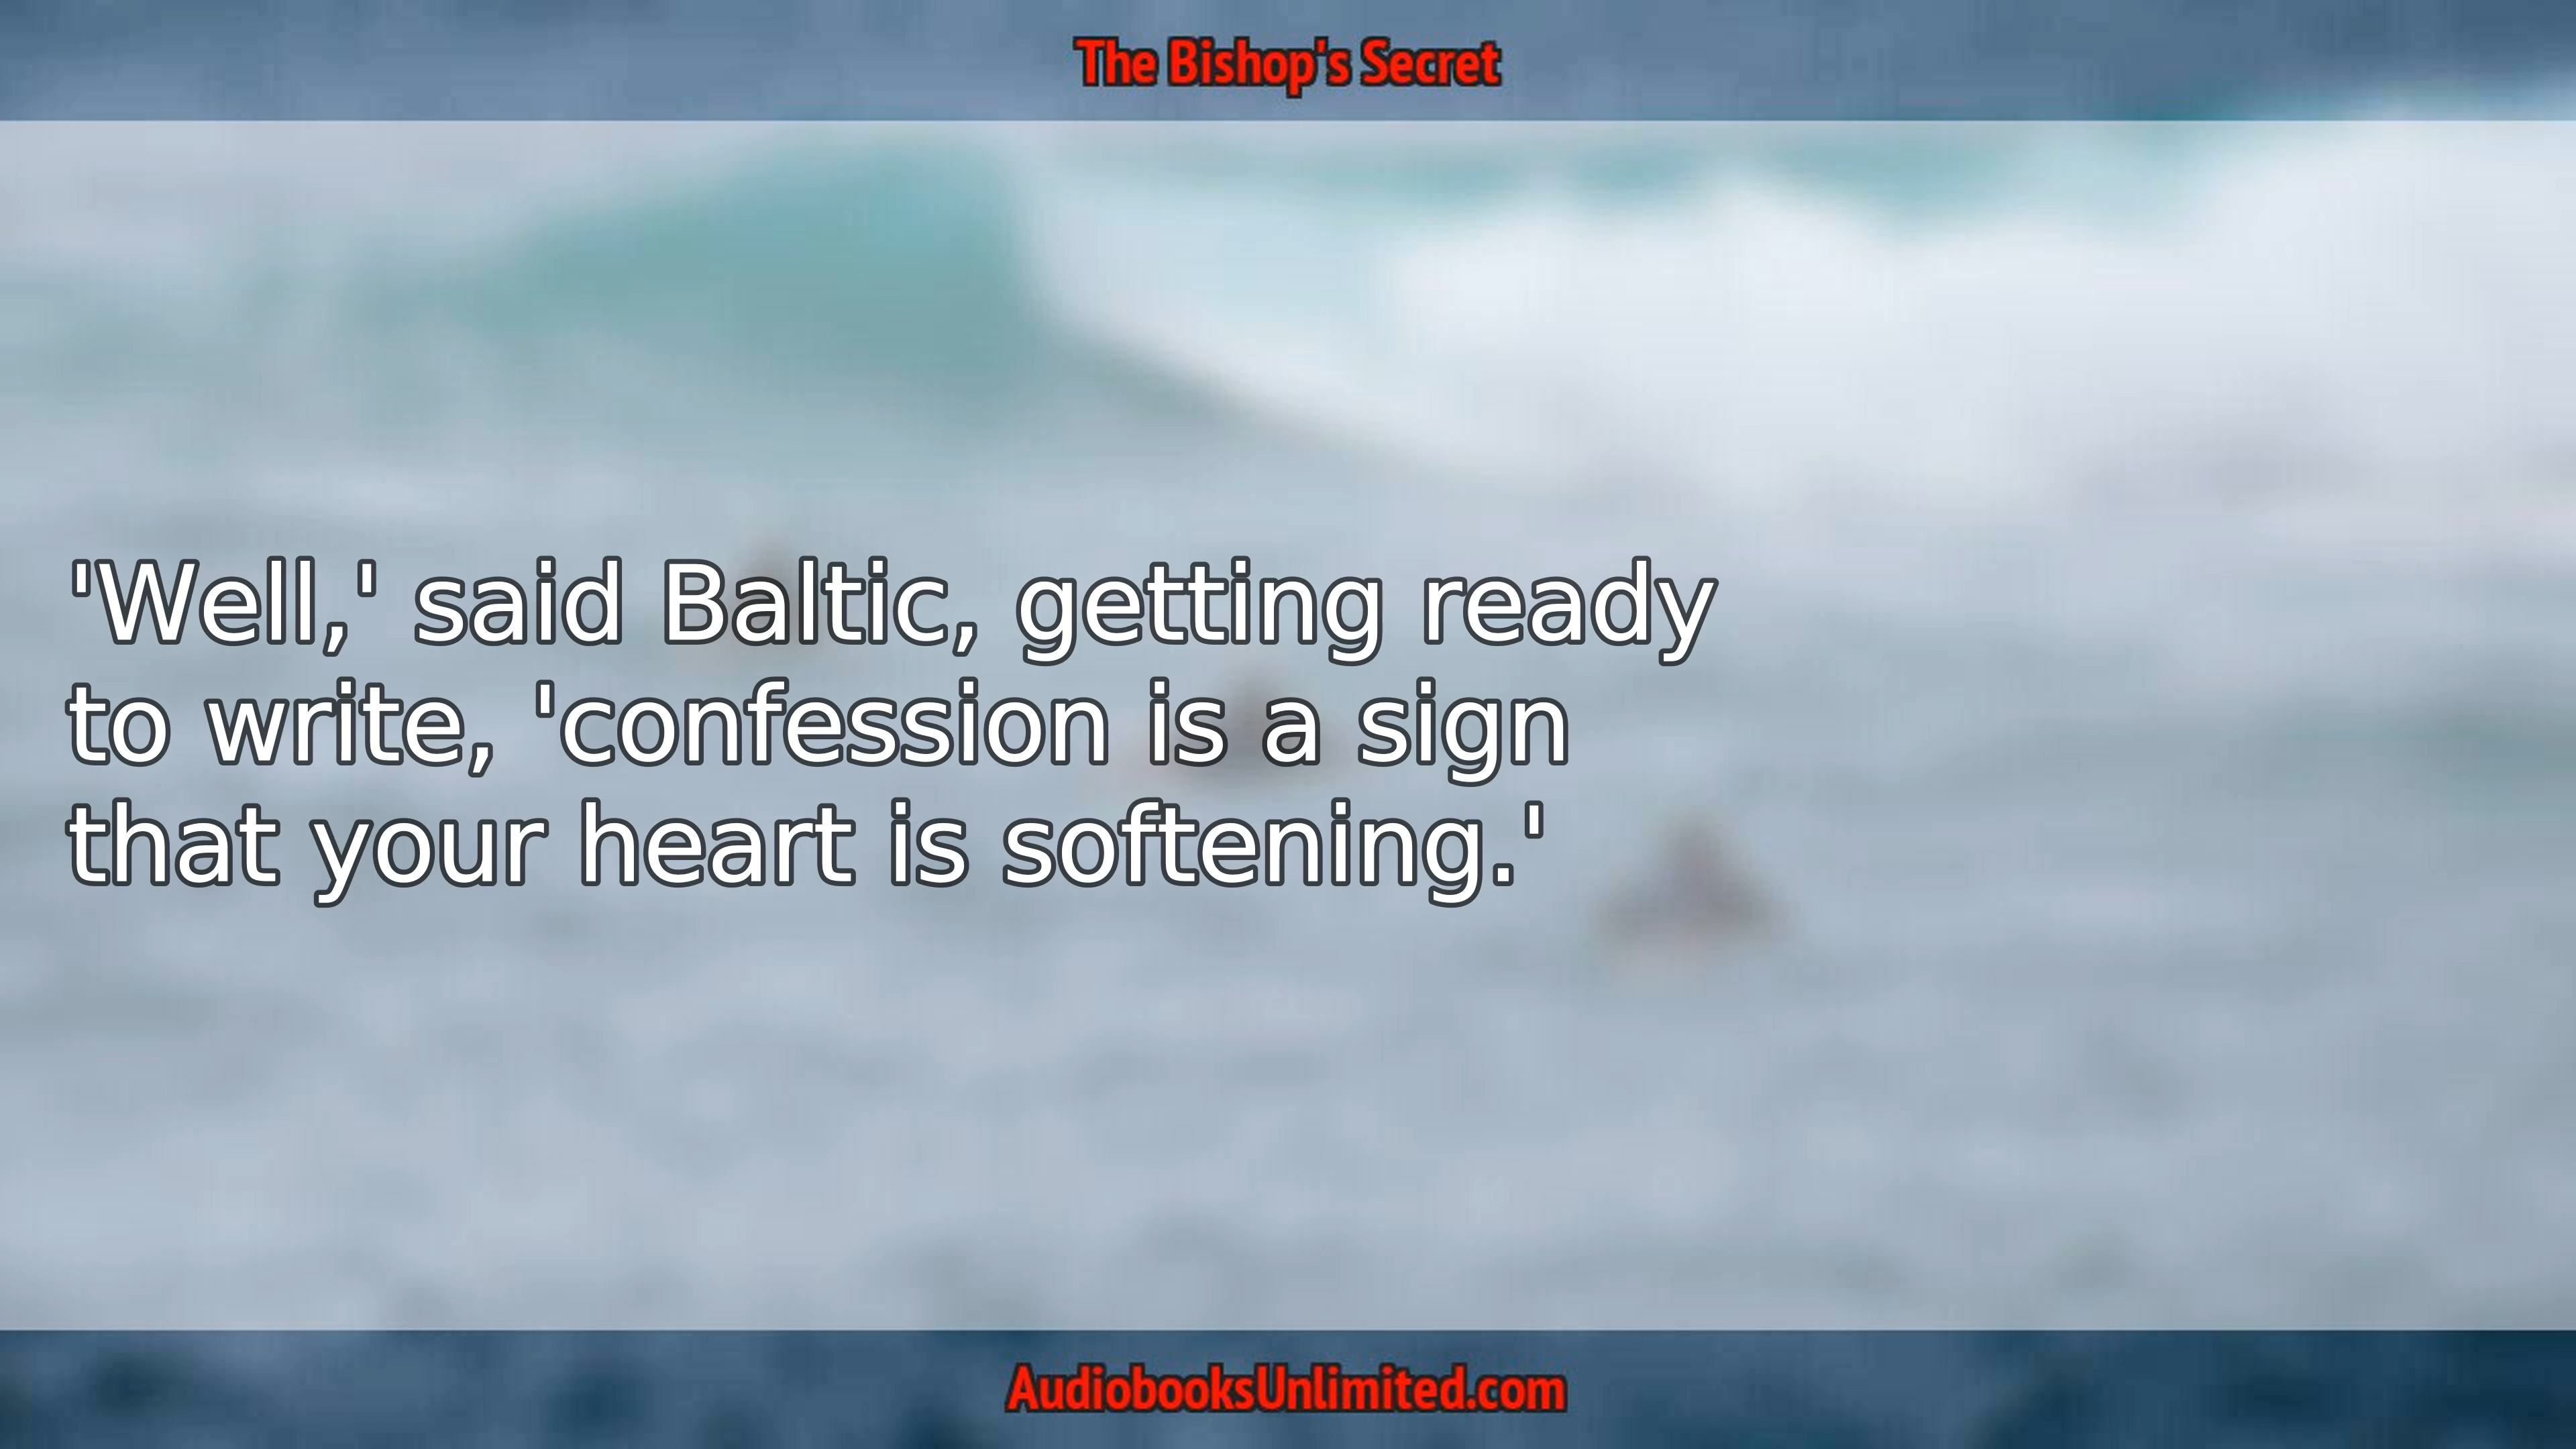 The Bishop's Secret
'Well,' said Baltic, getting ready
to write, 'confession is a sign
that your heart is softening.'
AudiobooksUnlimited.com